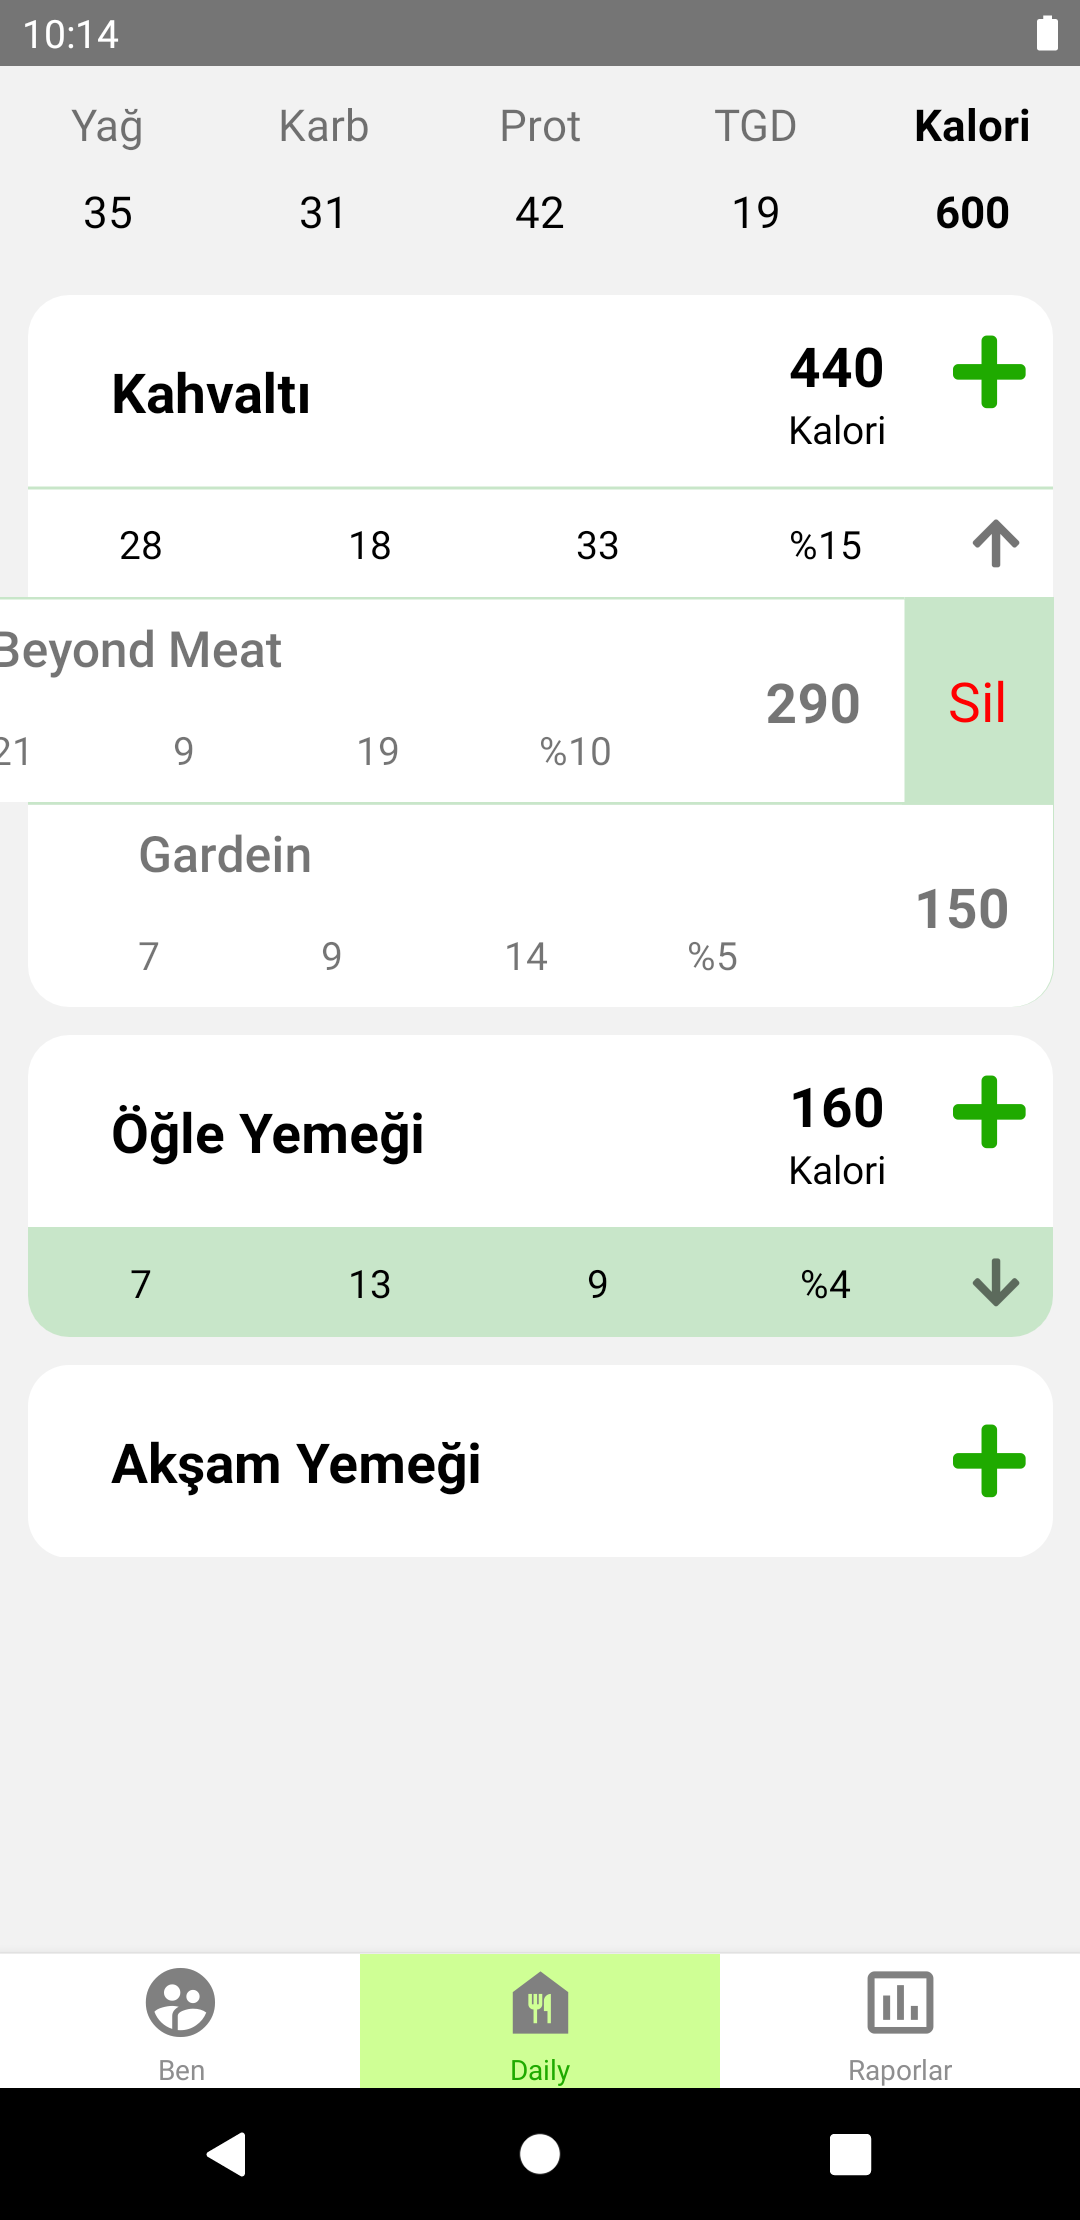 10:14
Yağ Karb Prot TGD Kalori
35 31 42 19 600
Kahvaltı 440 Kalori
28 18 33 %15
Beyond Meat 290 Sil
21 9 19 %10
Gardein 150
7 9 14 %5
Öğle Yemeği 160 Kalori
7 13 9 %4
Akşam Yemeği
Ben Daily Raporlar